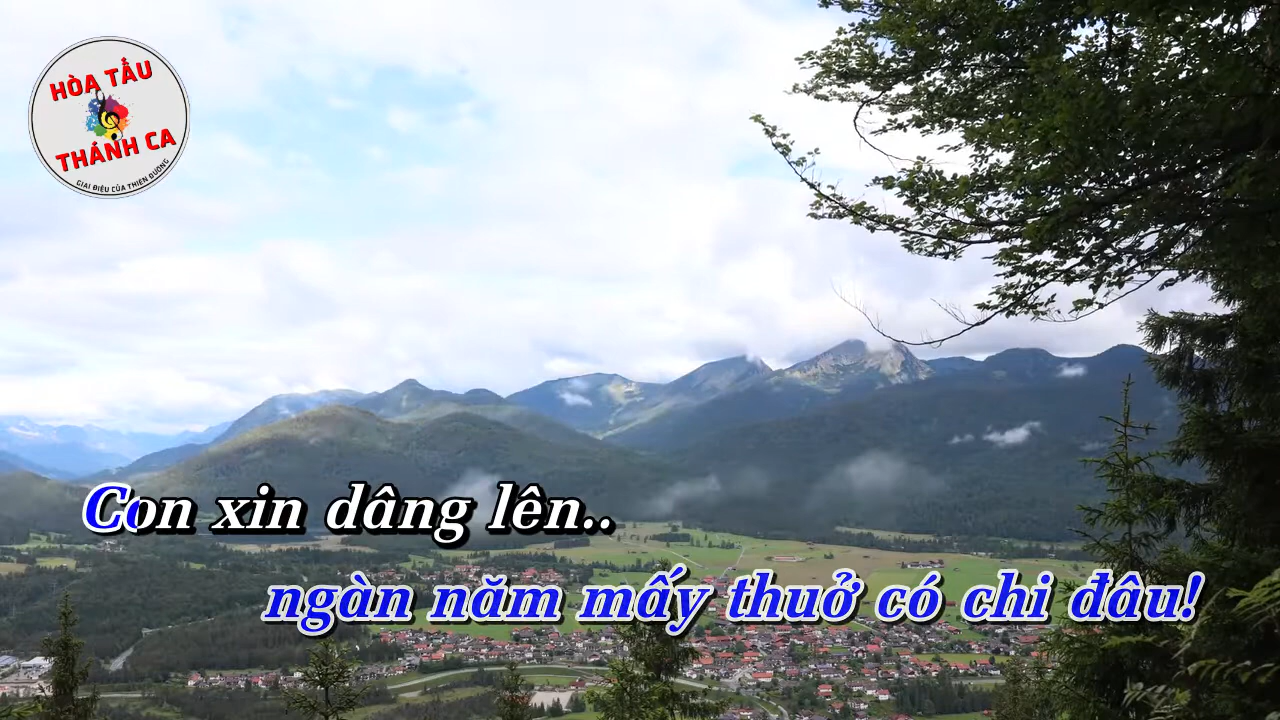 HÒA TẤU
THÁNH CA
GIAI ĐIỆU CỦA THIÊN ĐƯỜNG
Con xin dâng lên..
ngàn năm mấy thuở có chi đâu!